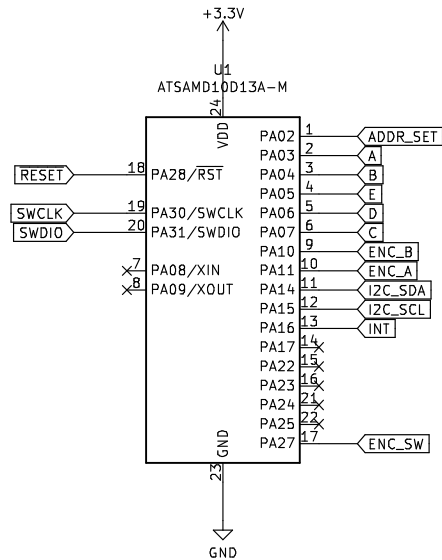 +3.3V
U1
ATSAMD10D13A-M
24
VDD
PA02 1 ADDR_SET
PA03 2 A
PA04 3 B
RESET 18 PA28/RST
PA05 4 E
SWCLK 19 PA30/SWCLK
PA06 5 D
SWDIO 20 PA31/SWDIO
PA07 6 C
PA10 9 ENC_B
7 PA08/XIN
PA11 10 ENC_A
8 PA09/XOUT
PA14 11 I2C_SDA
PA15 12 I2C_SCL
PA16 13 INT
PA17 14
PA22 15
PA23 16
PA24 21
PA25 22
PA27 17 ENC_SW
GND
23
GND